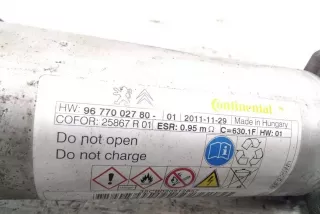 Continental
HW: 96 770 027 80 - 01 2011-11-29 Made in Hungary
COFOR: 25867 R 01 ESR: 0.95 mΩ C=630.1F HW: 01
Do not open
Do not charge